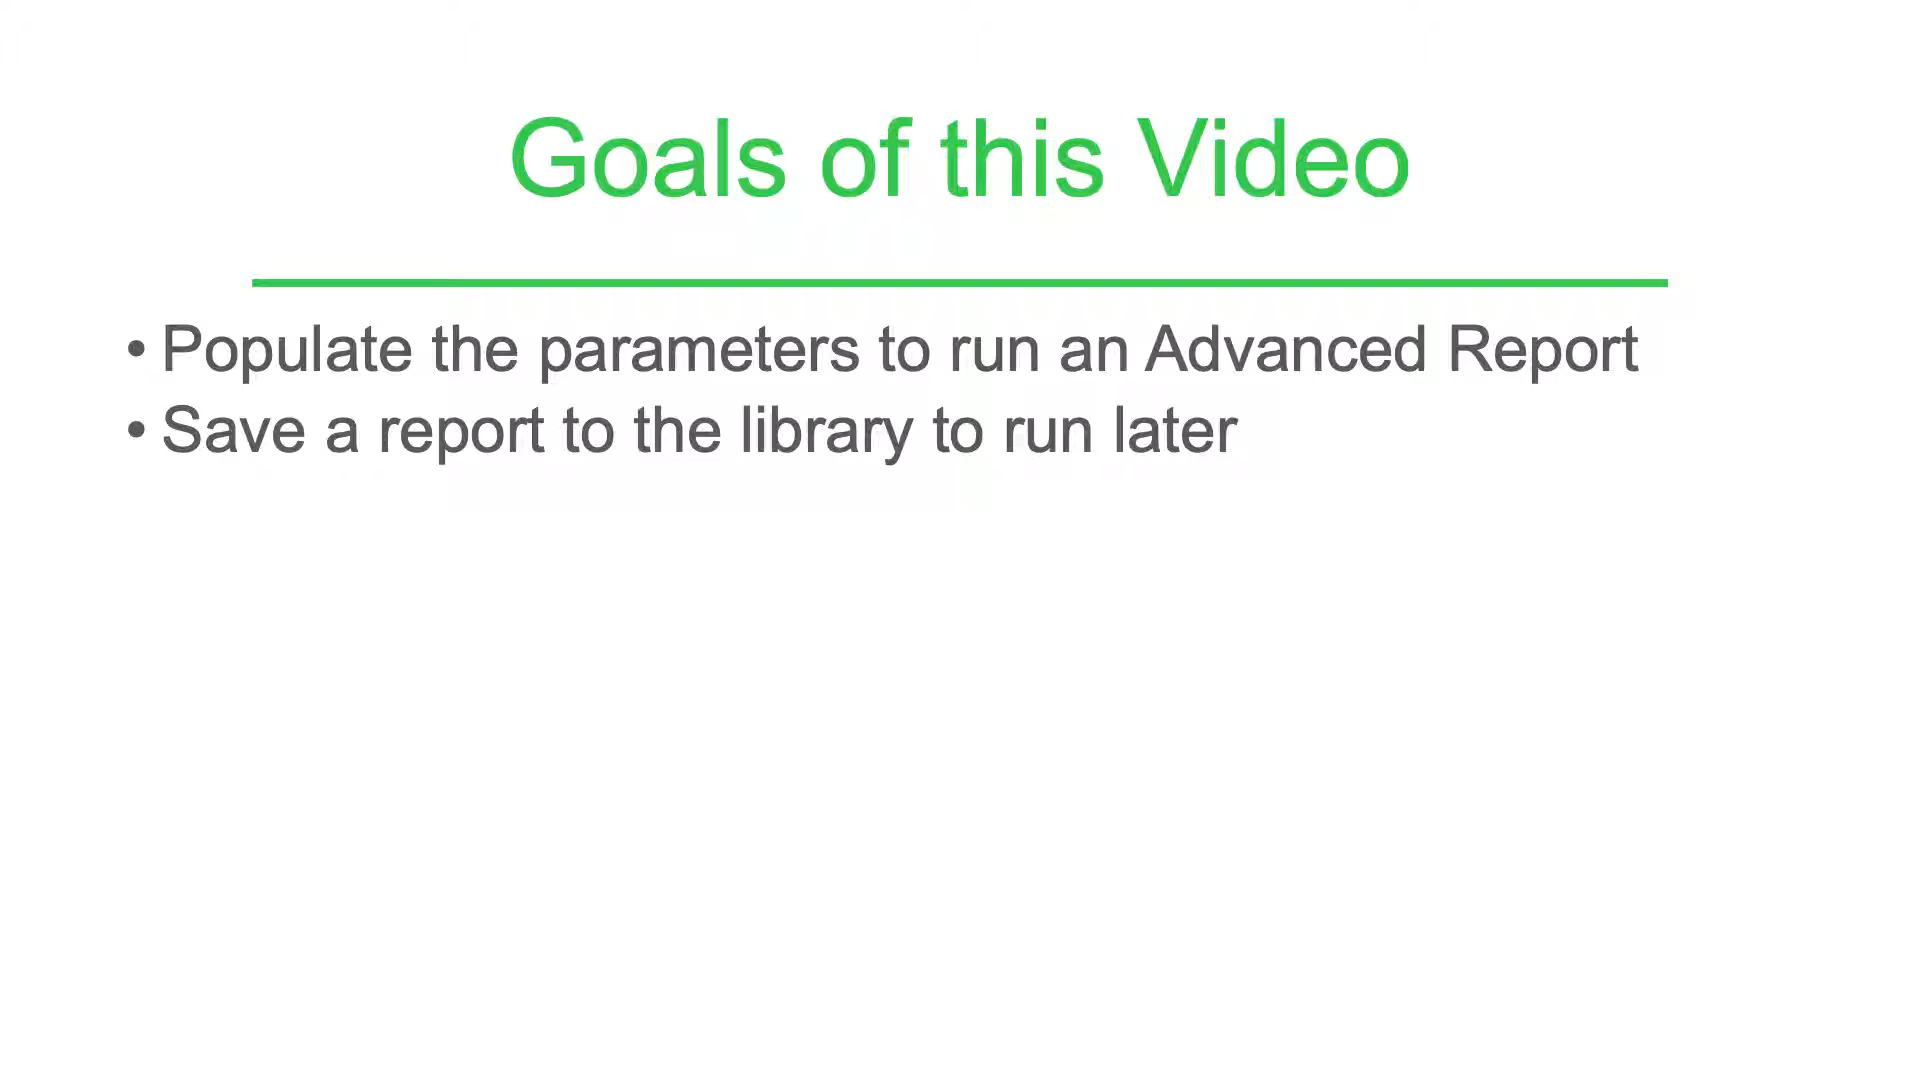 Goals of this Video
• Populate the parameters to run an Advanced Report
• Save a report to the library to run later